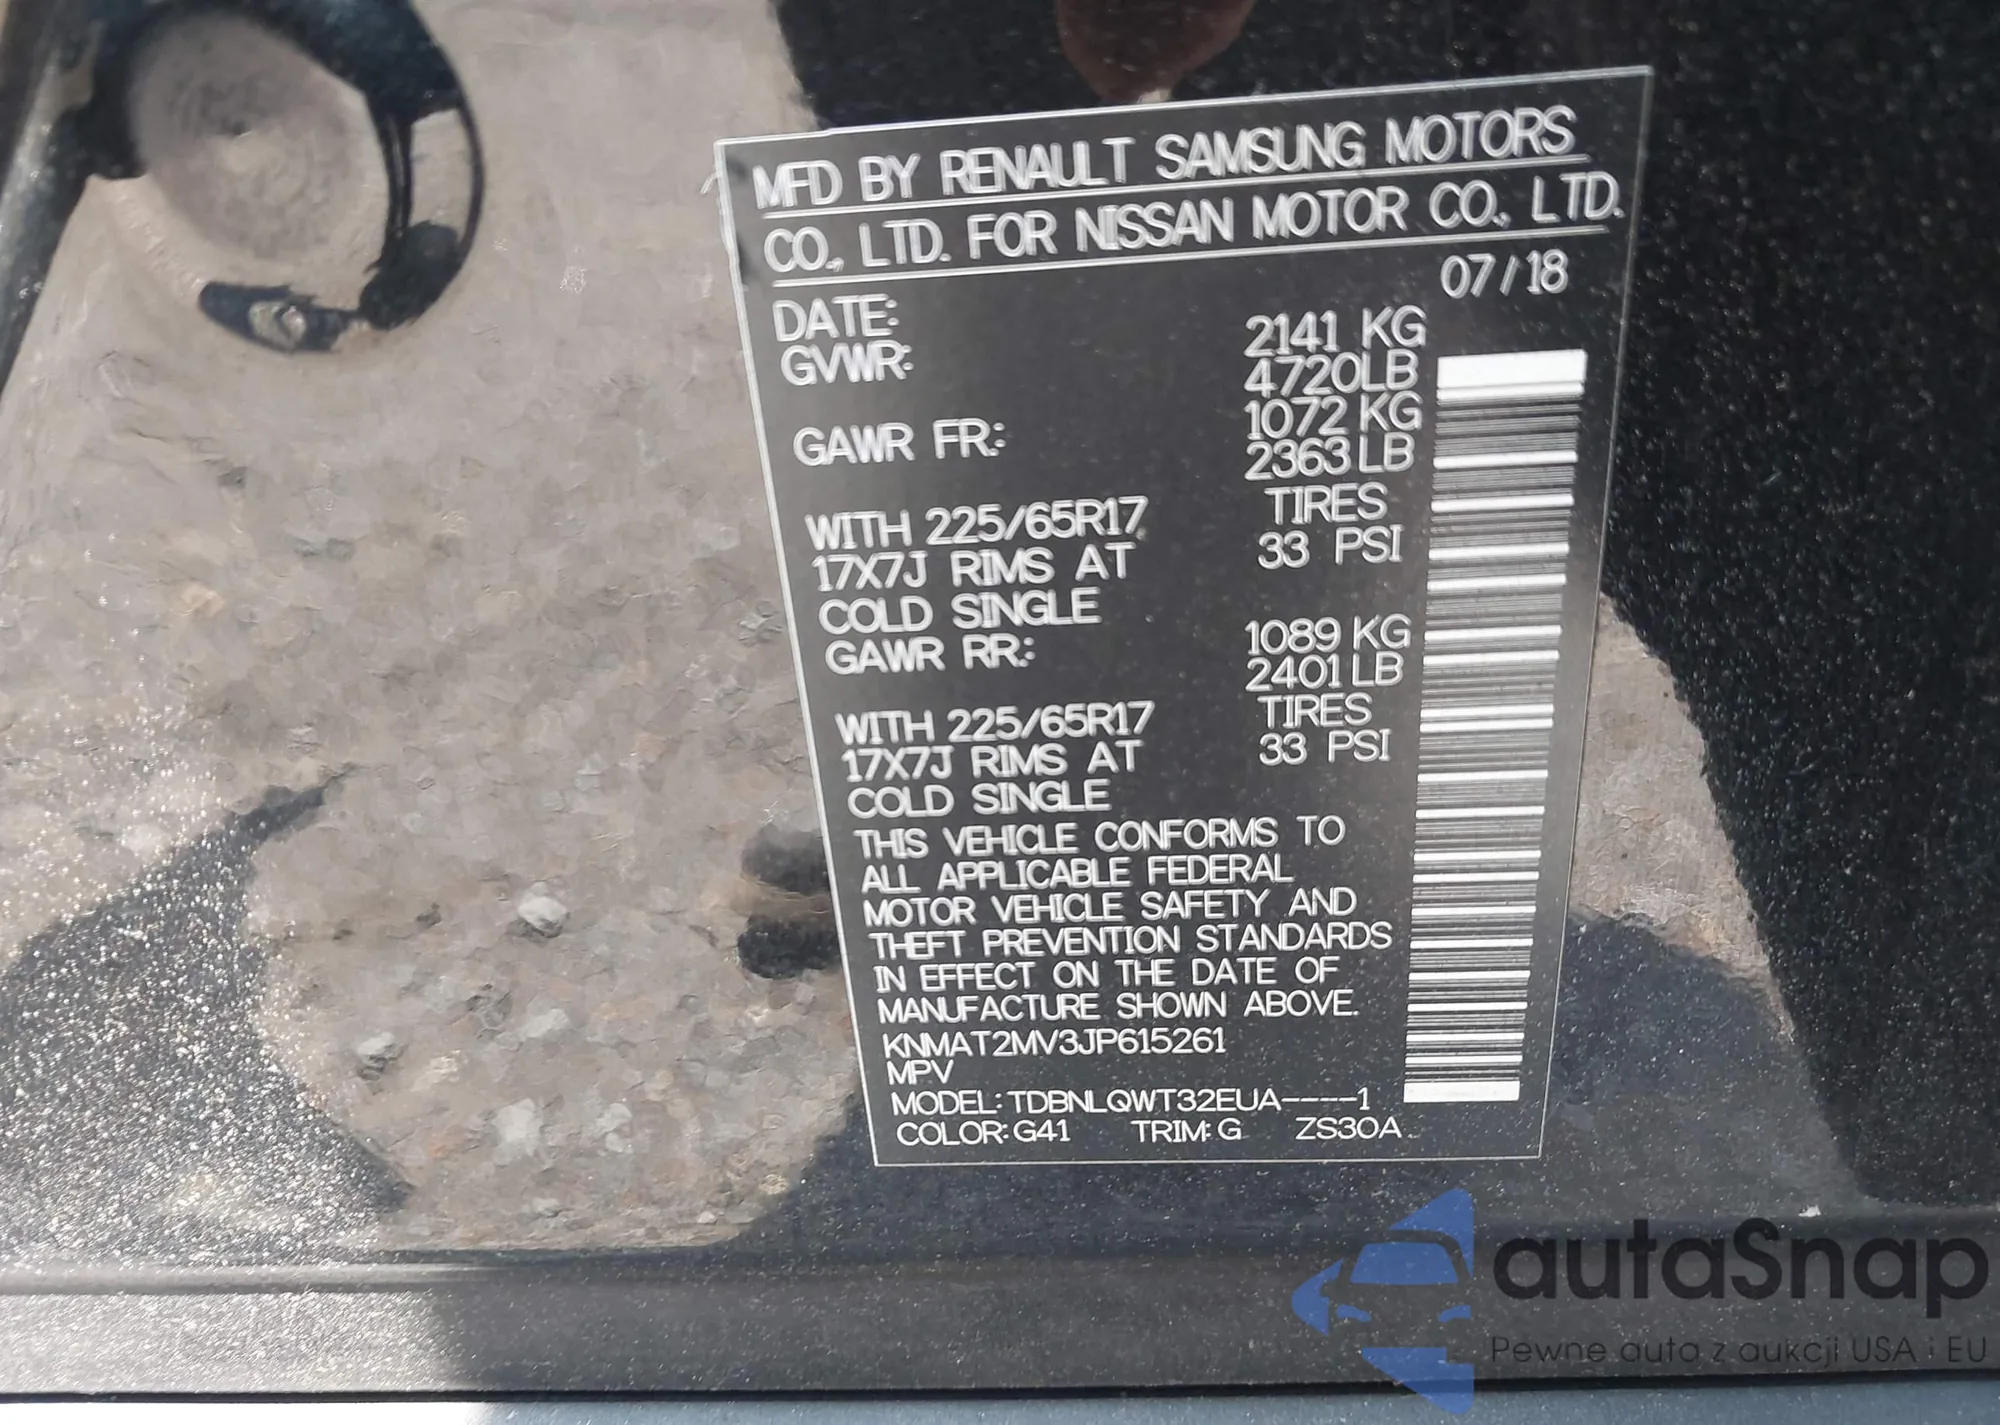 MFD BY RENAULT SAMSUNG MOTORS
CO., LTD. FOR NISSAN MOTOR CO., LTD.
DATE: 07/18
GVWR: 2141 KG
4720LB
GAWR FR.: 1072 KG
2363LB
WITH 225/65R17 TIRES
17X7J RIMS AT 33 PSI
COLD SINGLE
GAWR RR.: 1089 KG
2401LB
WITH 225/65R17 TIRES
17X7J RIMS AT 33 PSI
COLD SINGLE
THIS VEHICLE CONFORMS TO
ALL APPLICABLE FEDERAL
MOTOR VEHICLE SAFETY AND
THEFT PREVENTION STANDARDS
IN EFFECT ON THE DATE OF
MANUFACTURE SHOWN ABOVE.
KNMAT2MV3JP615261
MPV
MODEL: TDBNLQWT32EUA----1
COLOR: G41 TRIM: G ZS30A
autaSnap
Pewne auta z aukcji USA i EU